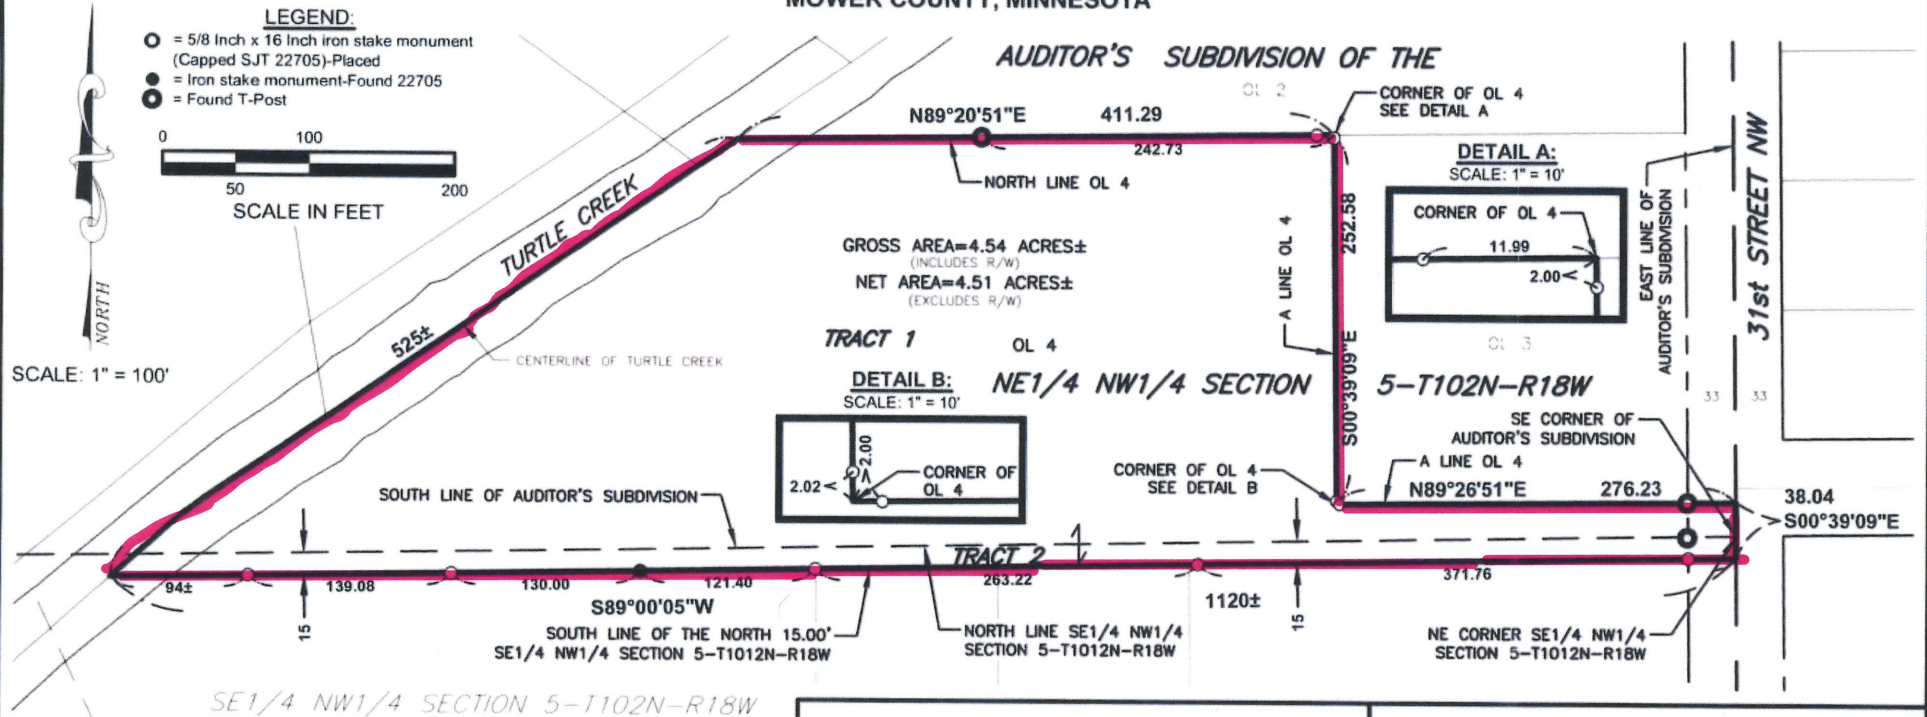 MOWER COUNTY, MINNESOTA
LEGEND:
= 5/8 Inch x 16 Inch iron stake monument
(Capped SJT 22705)-Placed
= Iron stake monument-Found 22705
= Found T-Post
0 100
50 200
SCALE IN FEET
NORTH
SCALE: 1" = 100'
AUDITOR'S SUBDIVISION OF THE
OL 2
CORNER OF OL 4
SEE DETAIL A
N89°20'51"E 411.29
242.73
NORTH LINE OL 4
TURTLE CREEK
525±
CENTERLINE OF TURTLE CREEK
GROSS AREA=4.54 ACRES±
(INCLUDES R/W)
NET AREA=4.51 ACRES±
(EXCLUDES R/W)
TRACT 1
OL 4
A LINE OL 4
252.58
S00°39'09"E
DETAIL A:
SCALE: 1" = 10'
CORNER OF OL 4
11.99
2.00
OL 3
EAST LINE OF
AUDITOR'S SUBDIVISION
31st STREET NW
33 33
NE1/4 NW1/4 SECTION 5-T102N-R18W
DETAIL B:
SCALE: 1" = 10'
2.00
2.02
CORNER OF
OL 4
SE CORNER OF
AUDITOR'S SUBDIVISION
A LINE OL 4
CORNER OF OL 4
SEE DETAIL B
N89°26'51"E 276.23
38.04
S00°39'09"E
SOUTH LINE OF AUDITOR'S SUBDIVISION
TRACT 2
94± 139.08 130.00 121.40 263.22 371.76
S89°00'05"W
1120±
15
15
SOUTH LINE OF THE NORTH 15.00'
SE1/4 NW1/4 SECTION 5-T1012N-R18W
NORTH LINE SE1/4 NW1/4
SECTION 5-T1012N-R18W
NE CORNER SE1/4 NW1/4
SECTION 5-T1012N-R18W
SE1/4 NW1/4 SECTION 5-T102N-R18W